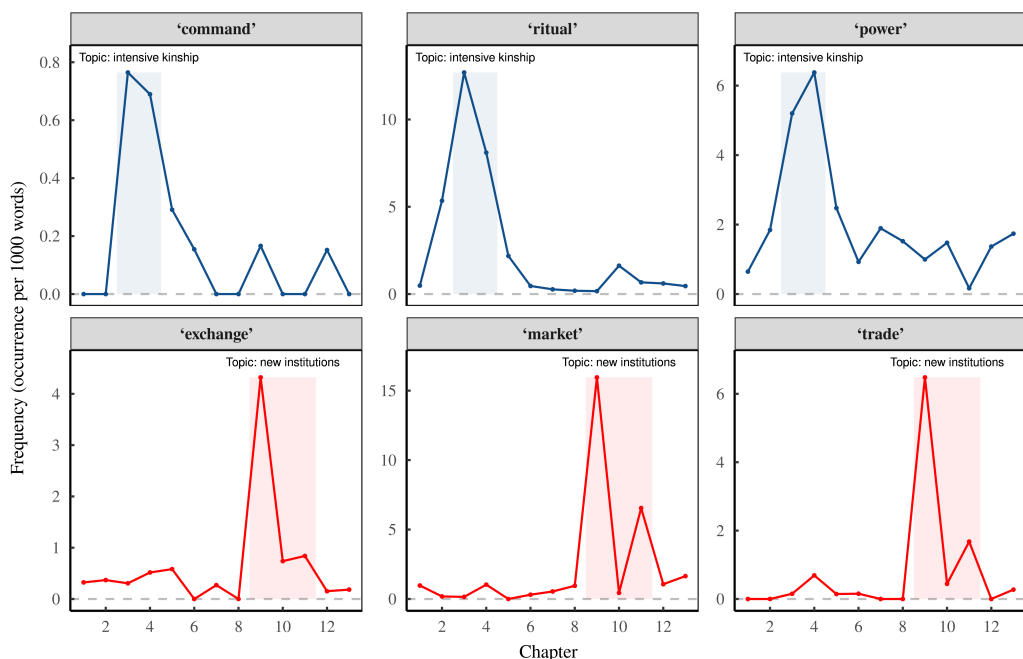 ‘command’
‘ritual’
‘power’
Topic: intensive kinship
Topic: intensive kinship
Topic: intensive kinship
0.8
0.6
0.4
0.2
0.0
10
5
0
6
4
2
0
‘exchange’
‘market’
‘trade’
Topic: new institutions
Topic: new institutions
Topic: new institutions
4
3
2
1
0
15
10
5
0
6
4
2
0
2 4 6 8 10 12
2 4 6 8 10 12
2 4 6 8 10 12
Frequency (occurrence per 1000 words)
Chapter